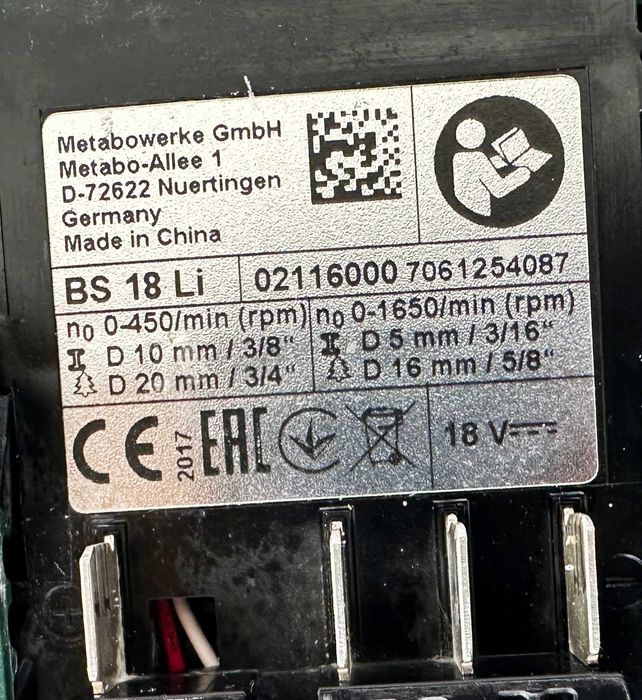 Metabowerke GmbH
Metabo-Allee 1
D-72622 Nuertingen
Germany
Made in China
BS 18 Li
02116000 7061254087
n0 0-450/min (rpm)
D 10 mm / 3/8"
D 20 mm / 3/4"
n0 0-1650/min (rpm)
D 5 mm / 3/16"
D 16 mm / 5/8"
CE
2017
EAC
18 V